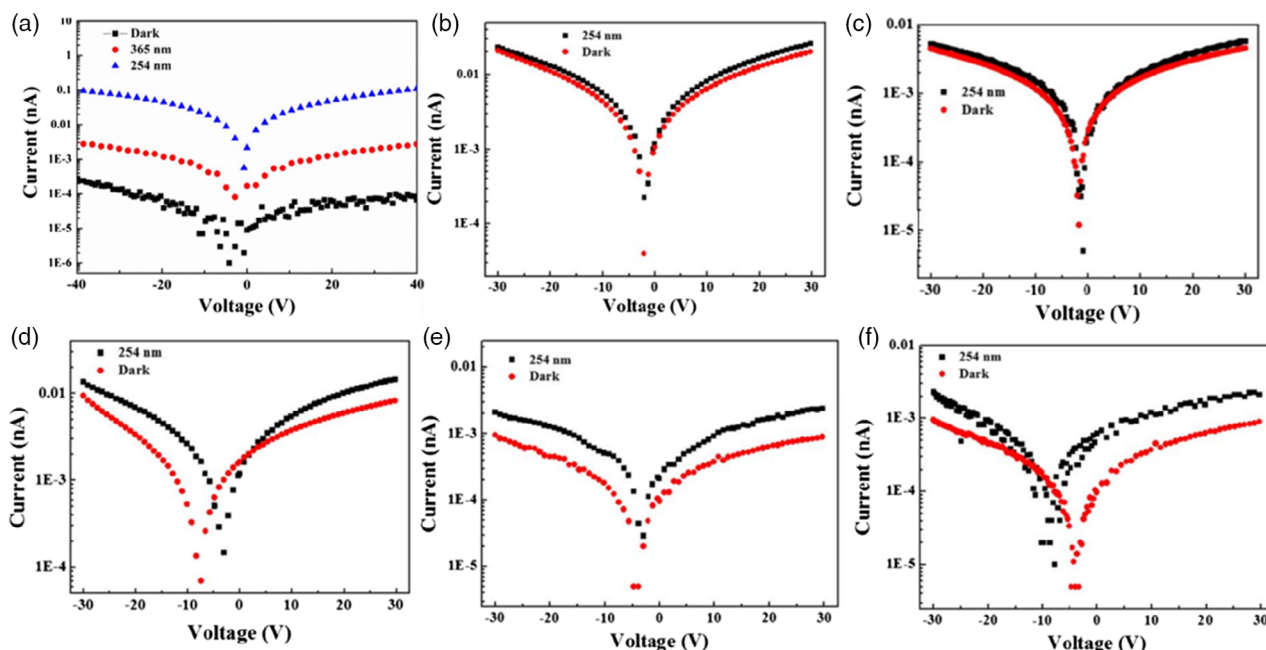 (a)
10
1
0.1
0.01
1E-3
1E-4
1E-5
1E-6
Current (nA)
Dark
365 nm
254 nm
-40 -20 0 20 40
Voltage (V)
(b)
0.01
1E-3
1E-4
Current (nA)
254 nm
Dark
-30 -20 -10 0 10 20 30
Voltage (V)
(c)
0.01
1E-3
1E-4
1E-5
Current (nA)
254 nm
Dark
-30 -20 -10 0 10 20 30
Voltage (V)
(d)
0.01
1E-3
1E-4
Current (nA)
254 nm
Dark
-30 -20 -10 0 10 20 30
Voltage (V)
(e)
0.01
1E-3
1E-4
1E-5
Current (nA)
254 nm
Dark
-30 -20 -10 0 10 20 30
Voltage (V)
(f)
0.01
1E-3
1E-4
1E-5
Current (nA)
254 nm
Dark
-30 -20 -10 0 10 20 30
Voltage (V)